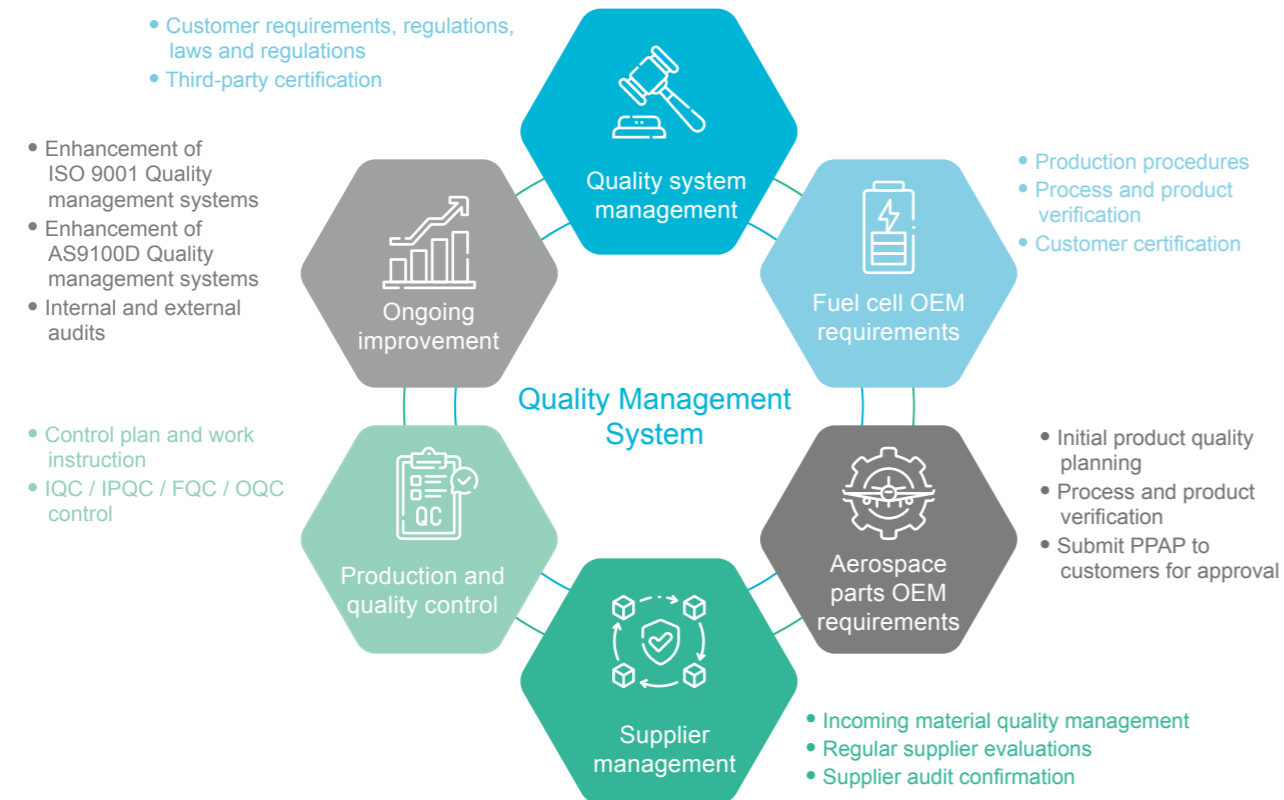 • Customer requirements, regulations,
laws and regulations
• Third-party certification
Quality system
management
• Production procedures
• Process and product
verification
• Customer certification
Fuel cell OEM
requirements
• Enhancement of
ISO 9001 Quality
management systems
• Enhancement of
AS9100D Quality
management systems
• Internal and external
audits
Ongoing
improvement
Quality Management
System
• Control plan and work
instruction
• IQC / IPQC / FQC / OQC
control
QC
Production and
quality control
• Initial product quality
planning
• Process and product
verification
• Submit PPAP to
customers for approval
Aerospace
parts OEM
requirements
Supplier
management
• Incoming material quality management
• Regular supplier evaluations
• Supplier audit confirmation